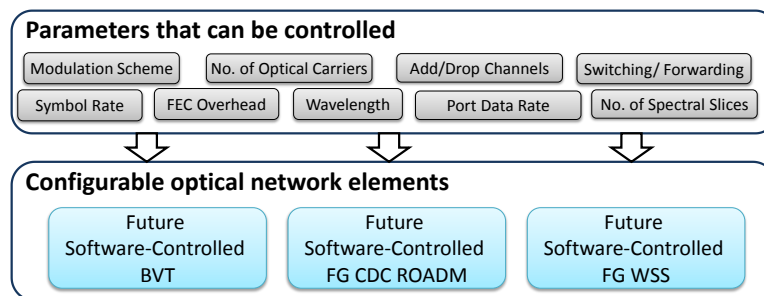 Parameters that can be controlled
Modulation Scheme
No. of Optical Carriers
Add/Drop Channels
Switching/ Forwarding
Symbol Rate
FEC Overhead
Wavelength
Port Data Rate
No. of Spectral Slices
Configurable optical network elements
Future
Software-Controlled
BVT
Future
Software-Controlled
FG CDC ROADM
Future
Software-Controlled
FG WSS